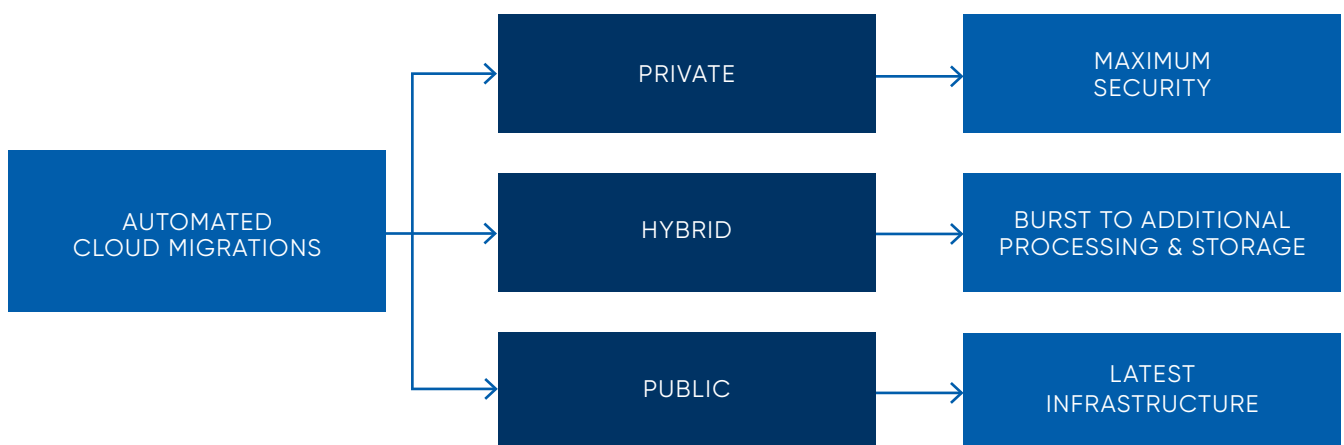 AUTOMATED
CLOUD MIGRATIONS
PRIVATE
MAXIMUM
SECURITY
HYBRID
BURST TO ADDITIONAL
PROCESSING & STORAGE
PUBLIC
LATEST
INFRASTRUCTURE